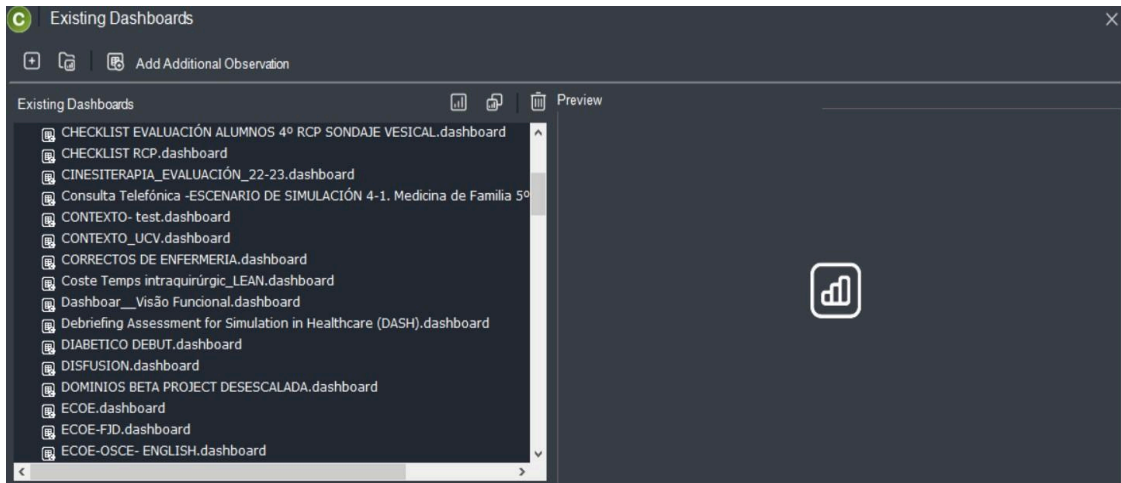 C Existing Dashboards
Add Additional Observation
Existing Dashboards
Preview
CHECKLIST EVALUACIÓN ALUMNOS 4º RCP SONDAJE VESICAL.dashboard
CHECKLIST RCP.dashboard
CINESITERAPIA_EVALUACIÓN_22-23.dashboard
Consulta Telefónica -ESCENARIO DE SIMULACIÓN 4-1. Medicina de Familia 5º
CONTEXTO- test.dashboard
CONTEXTO_UCV.dashboard
CORRECTOS DE ENFERMERIA.dashboard
Coste Temps intraquirúrgic_LEAN.dashboard
Dashboar__Visão Funcional.dashboard
Debriefing Assessment for Simulation in Healthcare (DASH).dashboard
DIABETICO DEBUT.dashboard
DISFUSION.dashboard
DOMINIOS BETA PROJECT DESESCALADA.dashboard
ECOE.dashboard
ECOE-FJD.dashboard
ECOE-OSCE- ENGLISH.dashboard